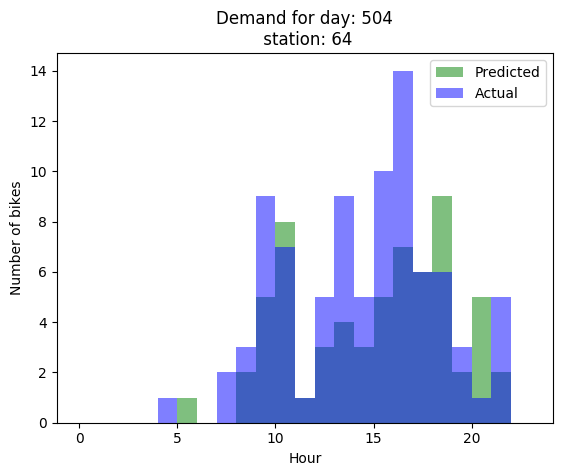 Demand for day: 504
station: 64
Predicted
Actual
14
12
10
8
6
4
2
0
Number of bikes
0 5 10 15 20
Hour